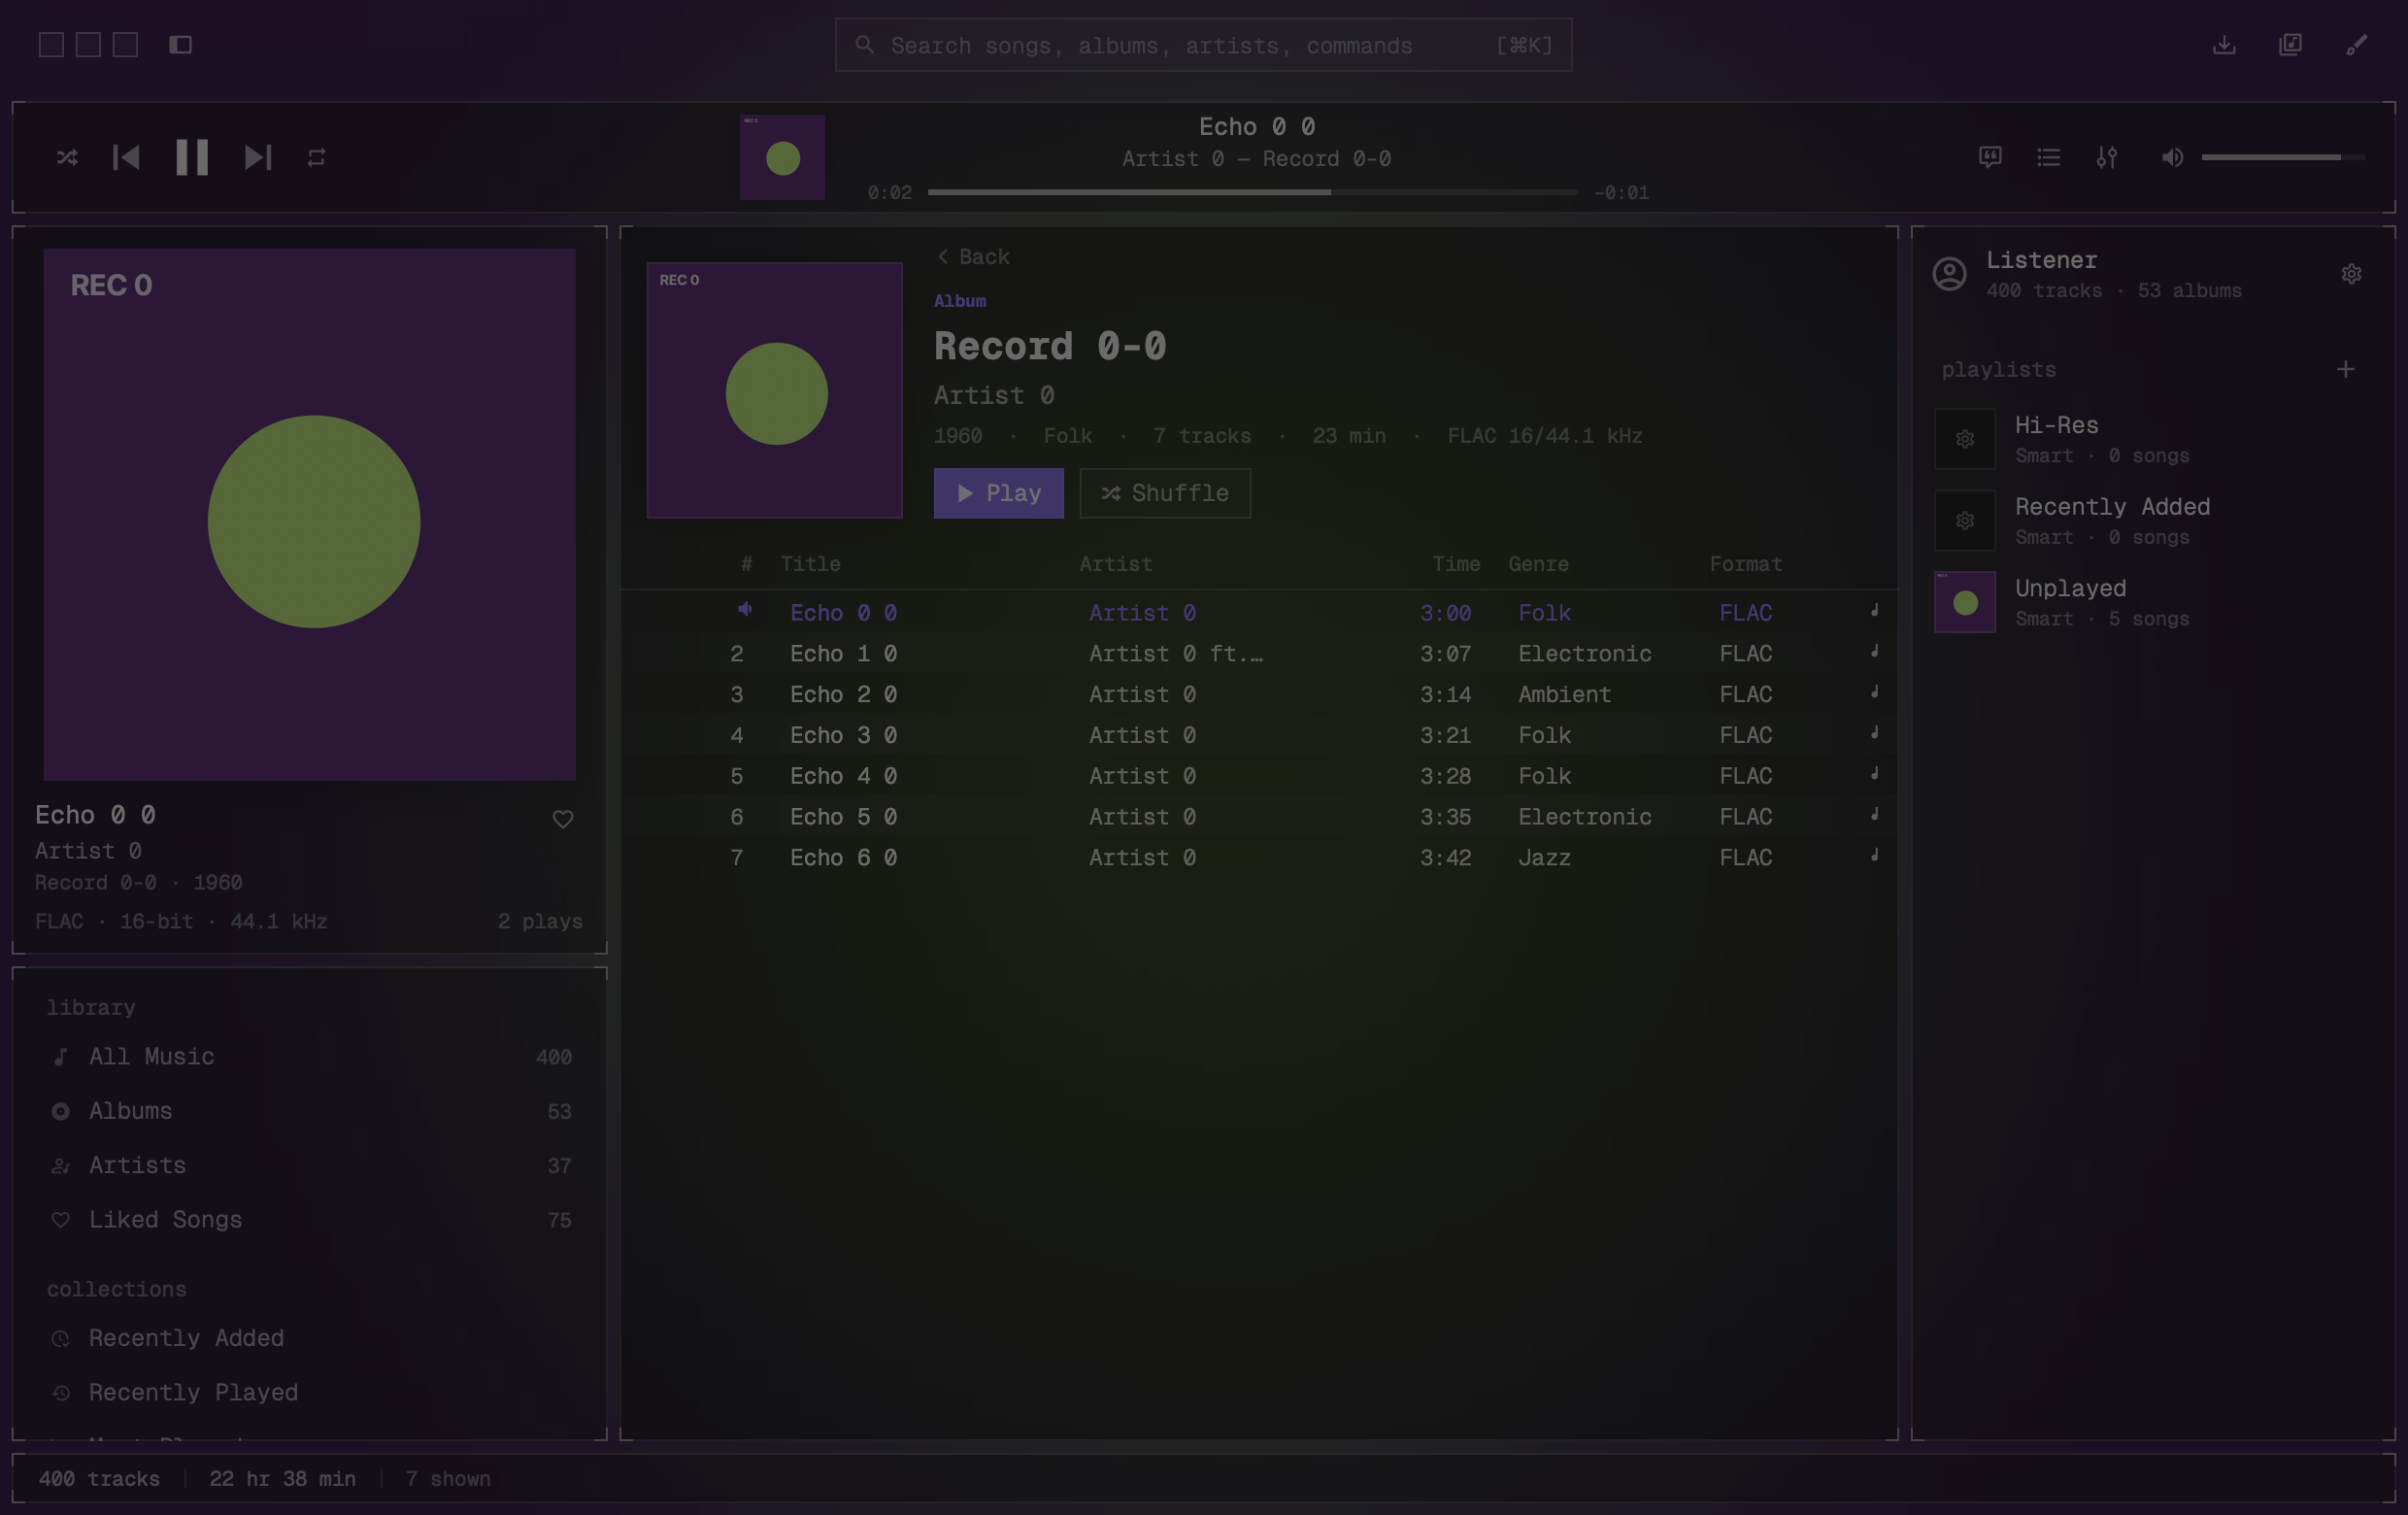 Search songs, albums, artists, commands [⌘K]
Echo 0 0
Artist 0 — Record 0-0
0:02 -0:01
REC 0
Echo 0 0
Artist 0
Record 0-0 · 1960
FLAC · 16-bit · 44.1 kHz 2 plays
library
All Music 400
Albums 53
Artists 37
Liked Songs 75
collections
Recently Added
Recently Played
REC 0
Back
Album
Record 0-0
Artist 0
1960 · Folk · 7 tracks · 23 min · FLAC 16/44.1 kHz
Play Shuffle
# Title Artist Time Genre Format
Echo 0 0 Artist 0 3:00 Folk FLAC
2 Echo 1 0 Artist 0 ft.… 3:07 Electronic FLAC
3 Echo 2 0 Artist 0 3:14 Ambient FLAC
4 Echo 3 0 Artist 0 3:21 Folk FLAC
5 Echo 4 0 Artist 0 3:28 Folk FLAC
6 Echo 5 0 Artist 0 3:35 Electronic FLAC
7 Echo 6 0 Artist 0 3:42 Jazz FLAC
Listener
400 tracks · 53 albums
playlists
Hi-Res
Smart · 0 songs
Recently Added
Smart · 0 songs
Unplayed
Smart · 5 songs
400 tracks 22 hr 38 min 7 shown